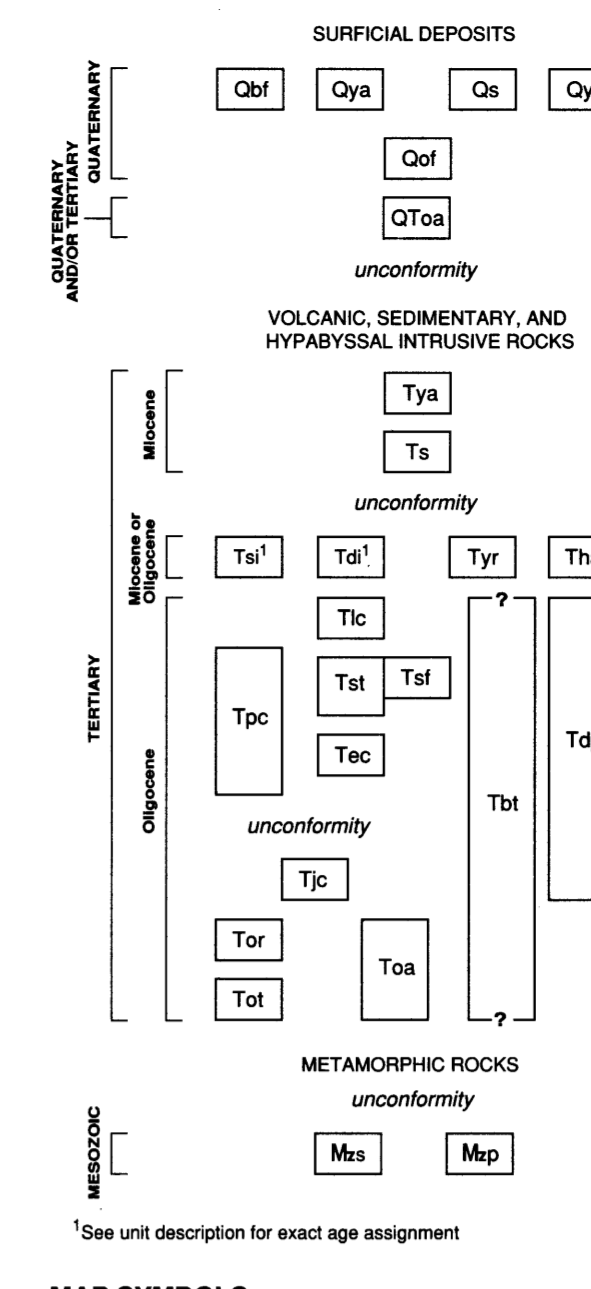 SURFICIAL DEPOSITS
QUATERNARY
Qbf Qya Qs
Qof
QUATERNARY
AND/OR TERTIARY
QToa
unconformity
VOLCANIC, SEDIMENTARY, AND
HYPABYSSAL INTRUSIVE ROCKS
TERTIARY
Miocene
Tya
Ts
unconformity
Miocene or
Oligocene
Tsi¹ Tdi¹ Tyr
Oligocene
?
Tlc
Tst Tsf
Tpc
Tec
Tbt
unconformity
Tjc
Tor
Toa
Tot
?
METAMORPHIC ROCKS
unconformity
MESOZOIC
Mzs Mzp
¹See unit description for exact age assignment
MAP SYMBOLS